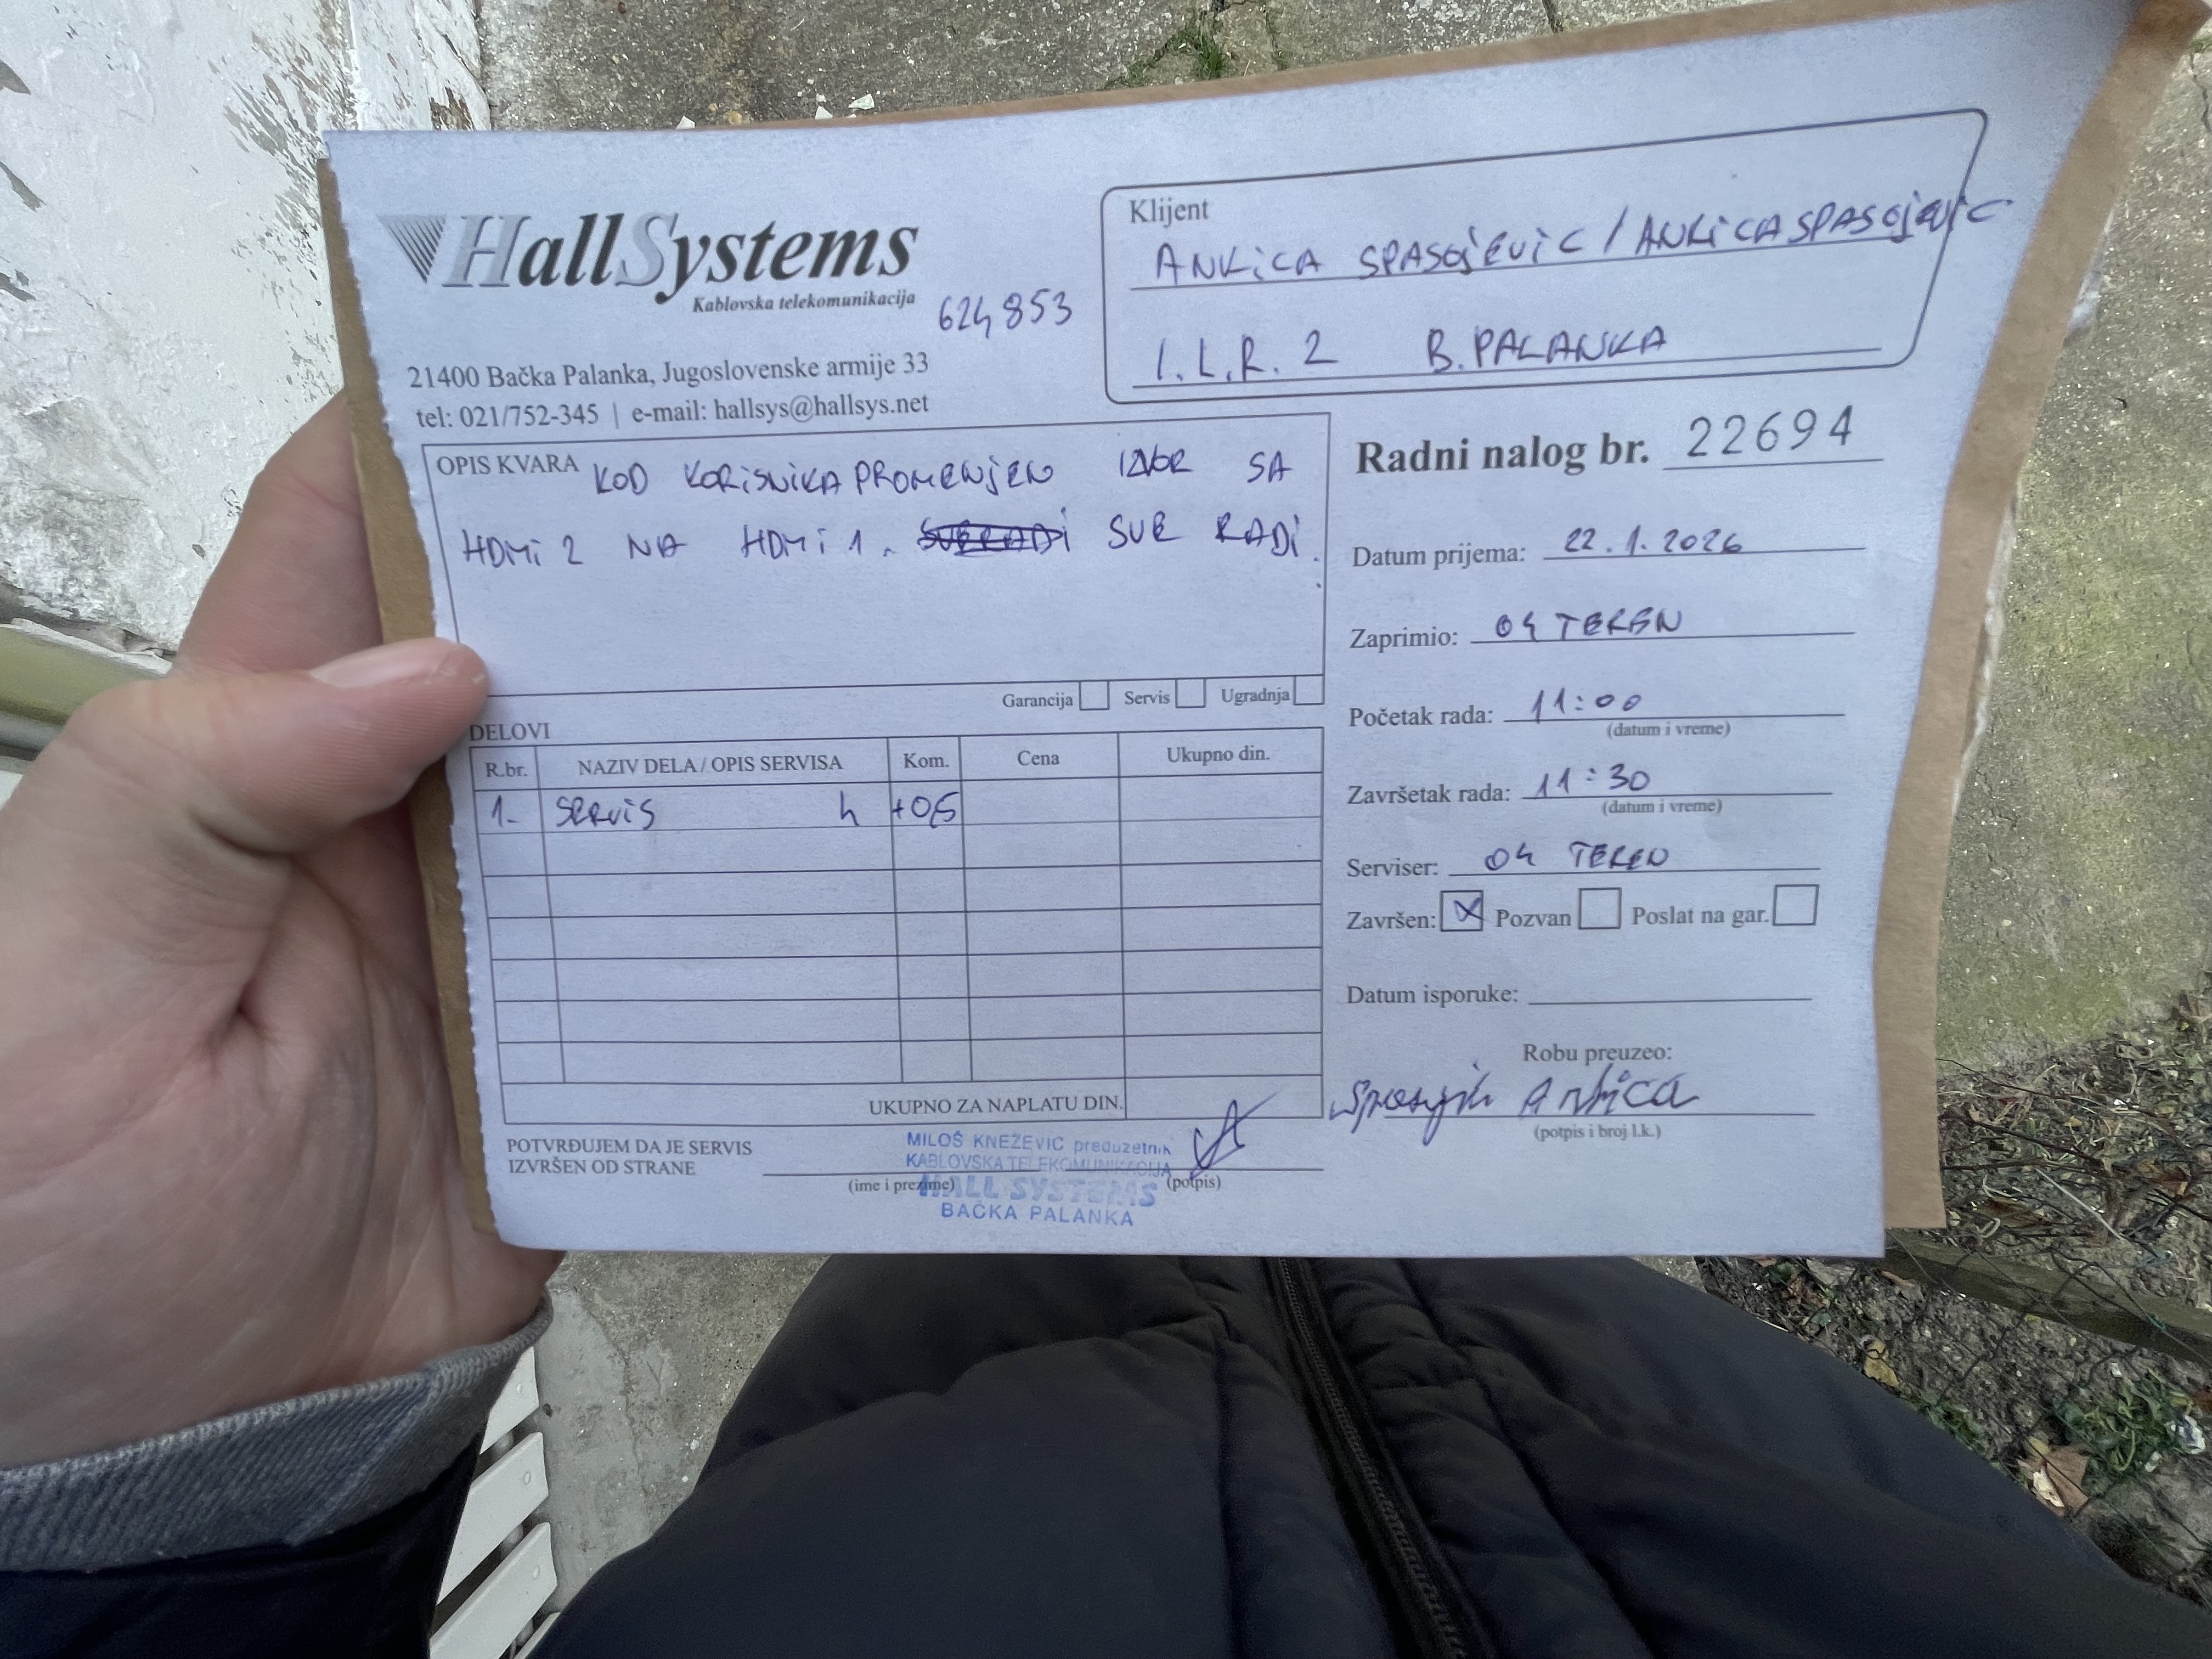 HallSystems
Kablovska telekomunikacija
624853
21400 Bačka Palanka, Jugoslovenske armije 33
tel: 021/752-345 | e-mail: hallsys@hallsys.net
Klijent
ANKiCA SPASOjEViC / ANKiCA SPASOjEViC
I.L.R. 2 B. PALANKA
OPIS KVARA KOD KORiSNiKA PROMENjEN IZVOR SA
HDMi 2 NA HDMi 1. SVE RADi.
Garancija Servis Ugradnja
Radni nalog br. 22694
Datum prijema: 22.1.2026
Zaprimio: 04 TEREN
Početak rada: 11:00
(datum i vreme)
Završetak rada: 11:30
(datum i vreme)
Serviser: 04 TEREN
Završen: X Pozvan Poslat na gar.
Datum isporuke:
Robu preuzeo:
Ankica
(potpis i broj l.k.)
DELOVI
R.br. NAZIV DELA / OPIS SERVISA Kom. Cena Ukupno din.
1. SERViS h +0,5
UKUPNO ZA NAPLATU DIN.
POTVRĐUJEM DA JE SERVIS
IZVRŠEN OD STRANE
(ime i prezime) (potpis)
MILOŠ KNEŽEVIĆ preduzetnik
KABLOVSKA TELEKOMUNIKACIJA
HALL SYSTEMS
BAČKA PALANKA